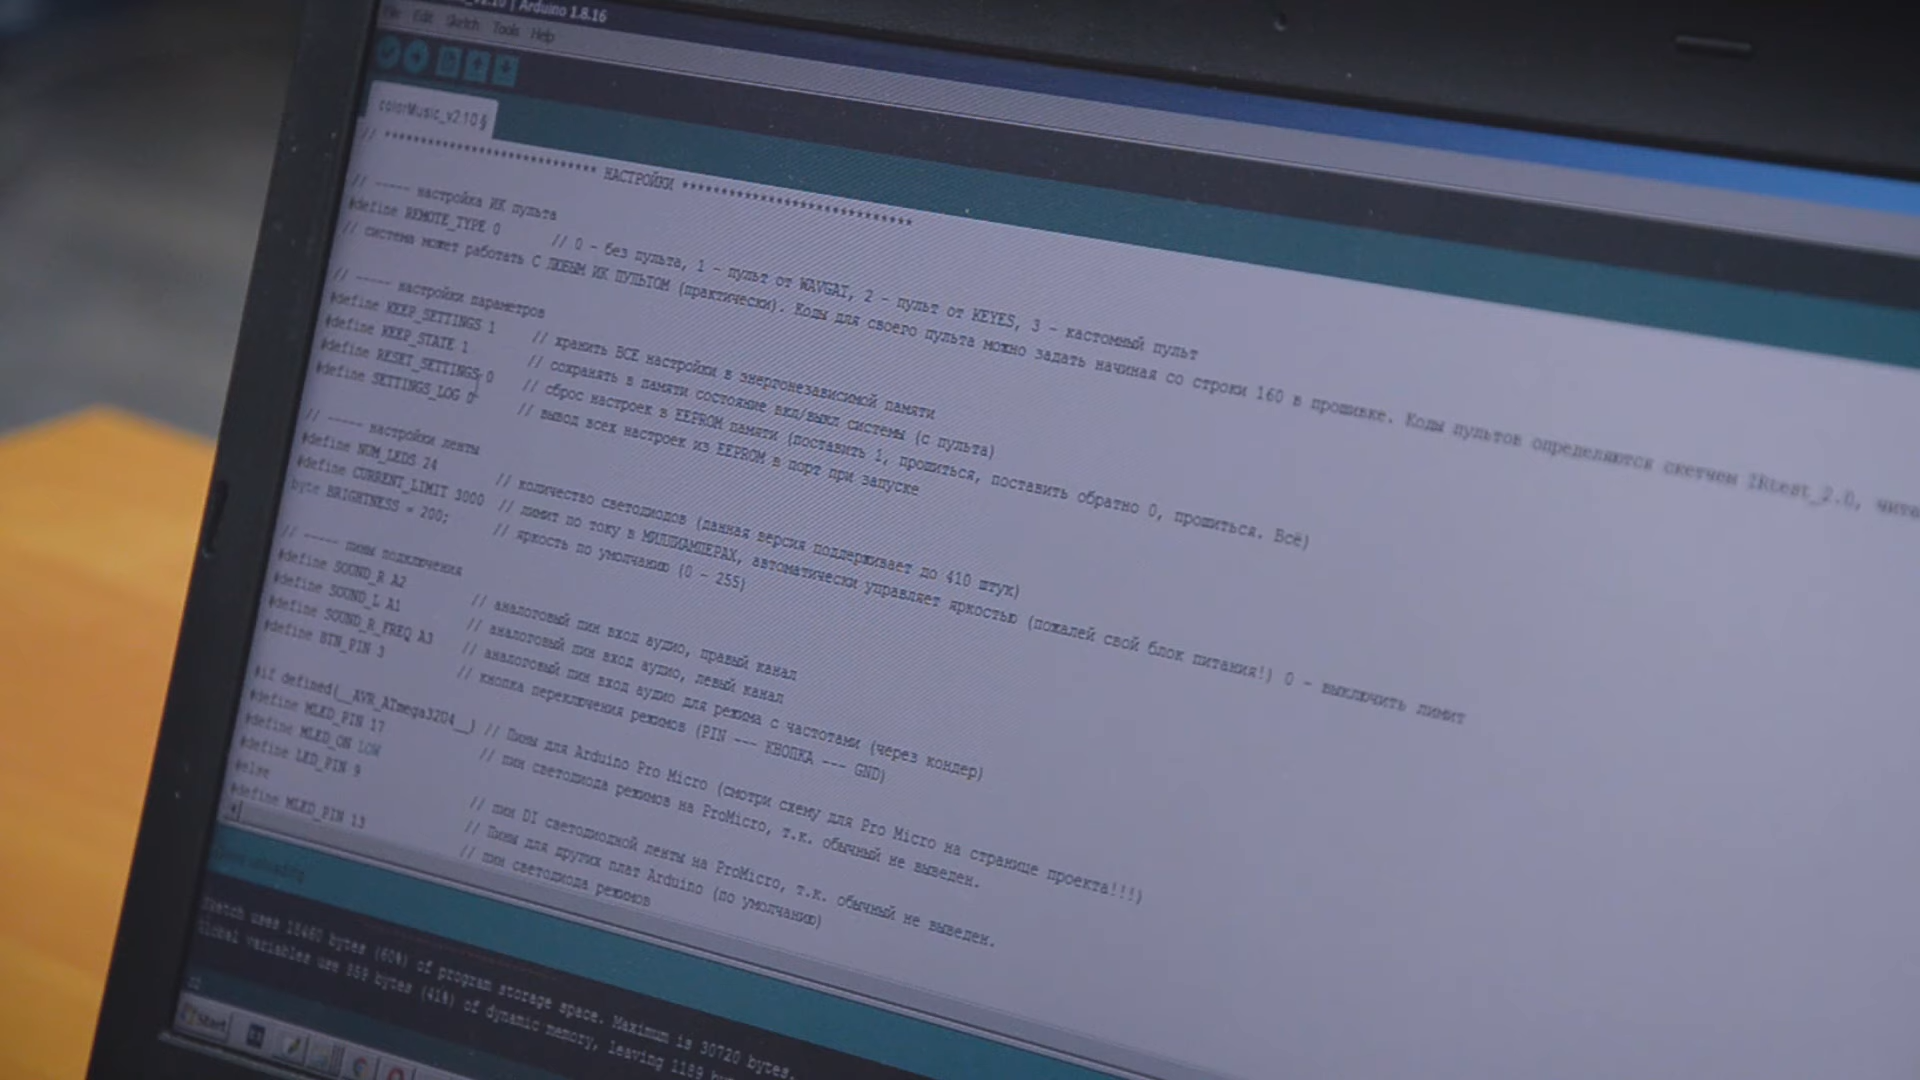 _v2.10 | Arduino 1.8.16
File Edit Sketch Tools Help
colorMusic_v2.10 §
// *************************** НАСТРОЙКИ *****************************
// ----- настройка ИК пульта
#define REMOTE_TYPE 0 // 0 - без пульта, 1 - пульт от WAVGAT, 2 - пульт от KEYES, 3 - кастомный пульт
// система может работать С ЛЮБЫМ ИК ПУЛЬТОМ (практически). Коды для своего пульта можно задать начиная со строки 160 в прошивке. Коды пультов определяются скетчем IRtest_2.0, чита
// ----- настройки параметров
#define KEEP_SETTINGS 1 // хранить ВСЕ настройки в энергонезависимой памяти
#define KEEP_STATE 1 // сохранять в памяти состояние вкл/выкл системы (с пульта)
#define RESET_SETTINGS 0 // сброс настроек в EEPROM памяти (поставить 1, прошиться, поставить обратно 0, прошиться. Всё)
#define SETTINGS_LOG 0 // вывод всех настроек из EEPROM в порт при запуске
// ----- настройки ленты
#define NUM_LEDS 24 // количество светодиодов (данная версия поддерживает до 410 штук)
#define CURRENT_LIMIT 3000 // лимит по току в МИЛЛИАМПЕРАХ, автоматически управляет яркостью (пожалей свой блок питания!) 0 - выключить лимит
byte BRIGHTNESS = 200; // яркость по умолчанию (0 - 255)
// ----- пины подключения
#define SOUND_R A2 // аналоговый пин вход аудио, правый канал
#define SOUND_L A1 // аналоговый пин вход аудио, левый канал
#define SOUND_R_FREQ A3 // аналоговый пин вход аудио для режима с частотами (через кондер)
#define BTN_PIN 3 // кнопка переключения режимов (PIN --- КНОПКА --- GND)
#if defined(__AVR_ATmega32U4__) // Пины для Arduino Pro Micro (смотри схему для Pro Micro на странице проекта!!!)
#define MLED_PIN 17 // пин светодиода режимов на ProMicro, т.к. обычный не выведен.
#define MLED_ON LOW
#define LED_PIN 9 // пин DI светодиодной ленты на ProMicro, т.к. обычный не выведен.
#else // Пины для других плат Arduino (по умолчанию)
#define MLED_PIN 13 // пин светодиода режимов
Sketch uses 18460 bytes (60%) of program storage space. Maximum is 30720 bytes.
Global variables use 859 bytes (41%) of dynamic memory, leaving 1189
Start